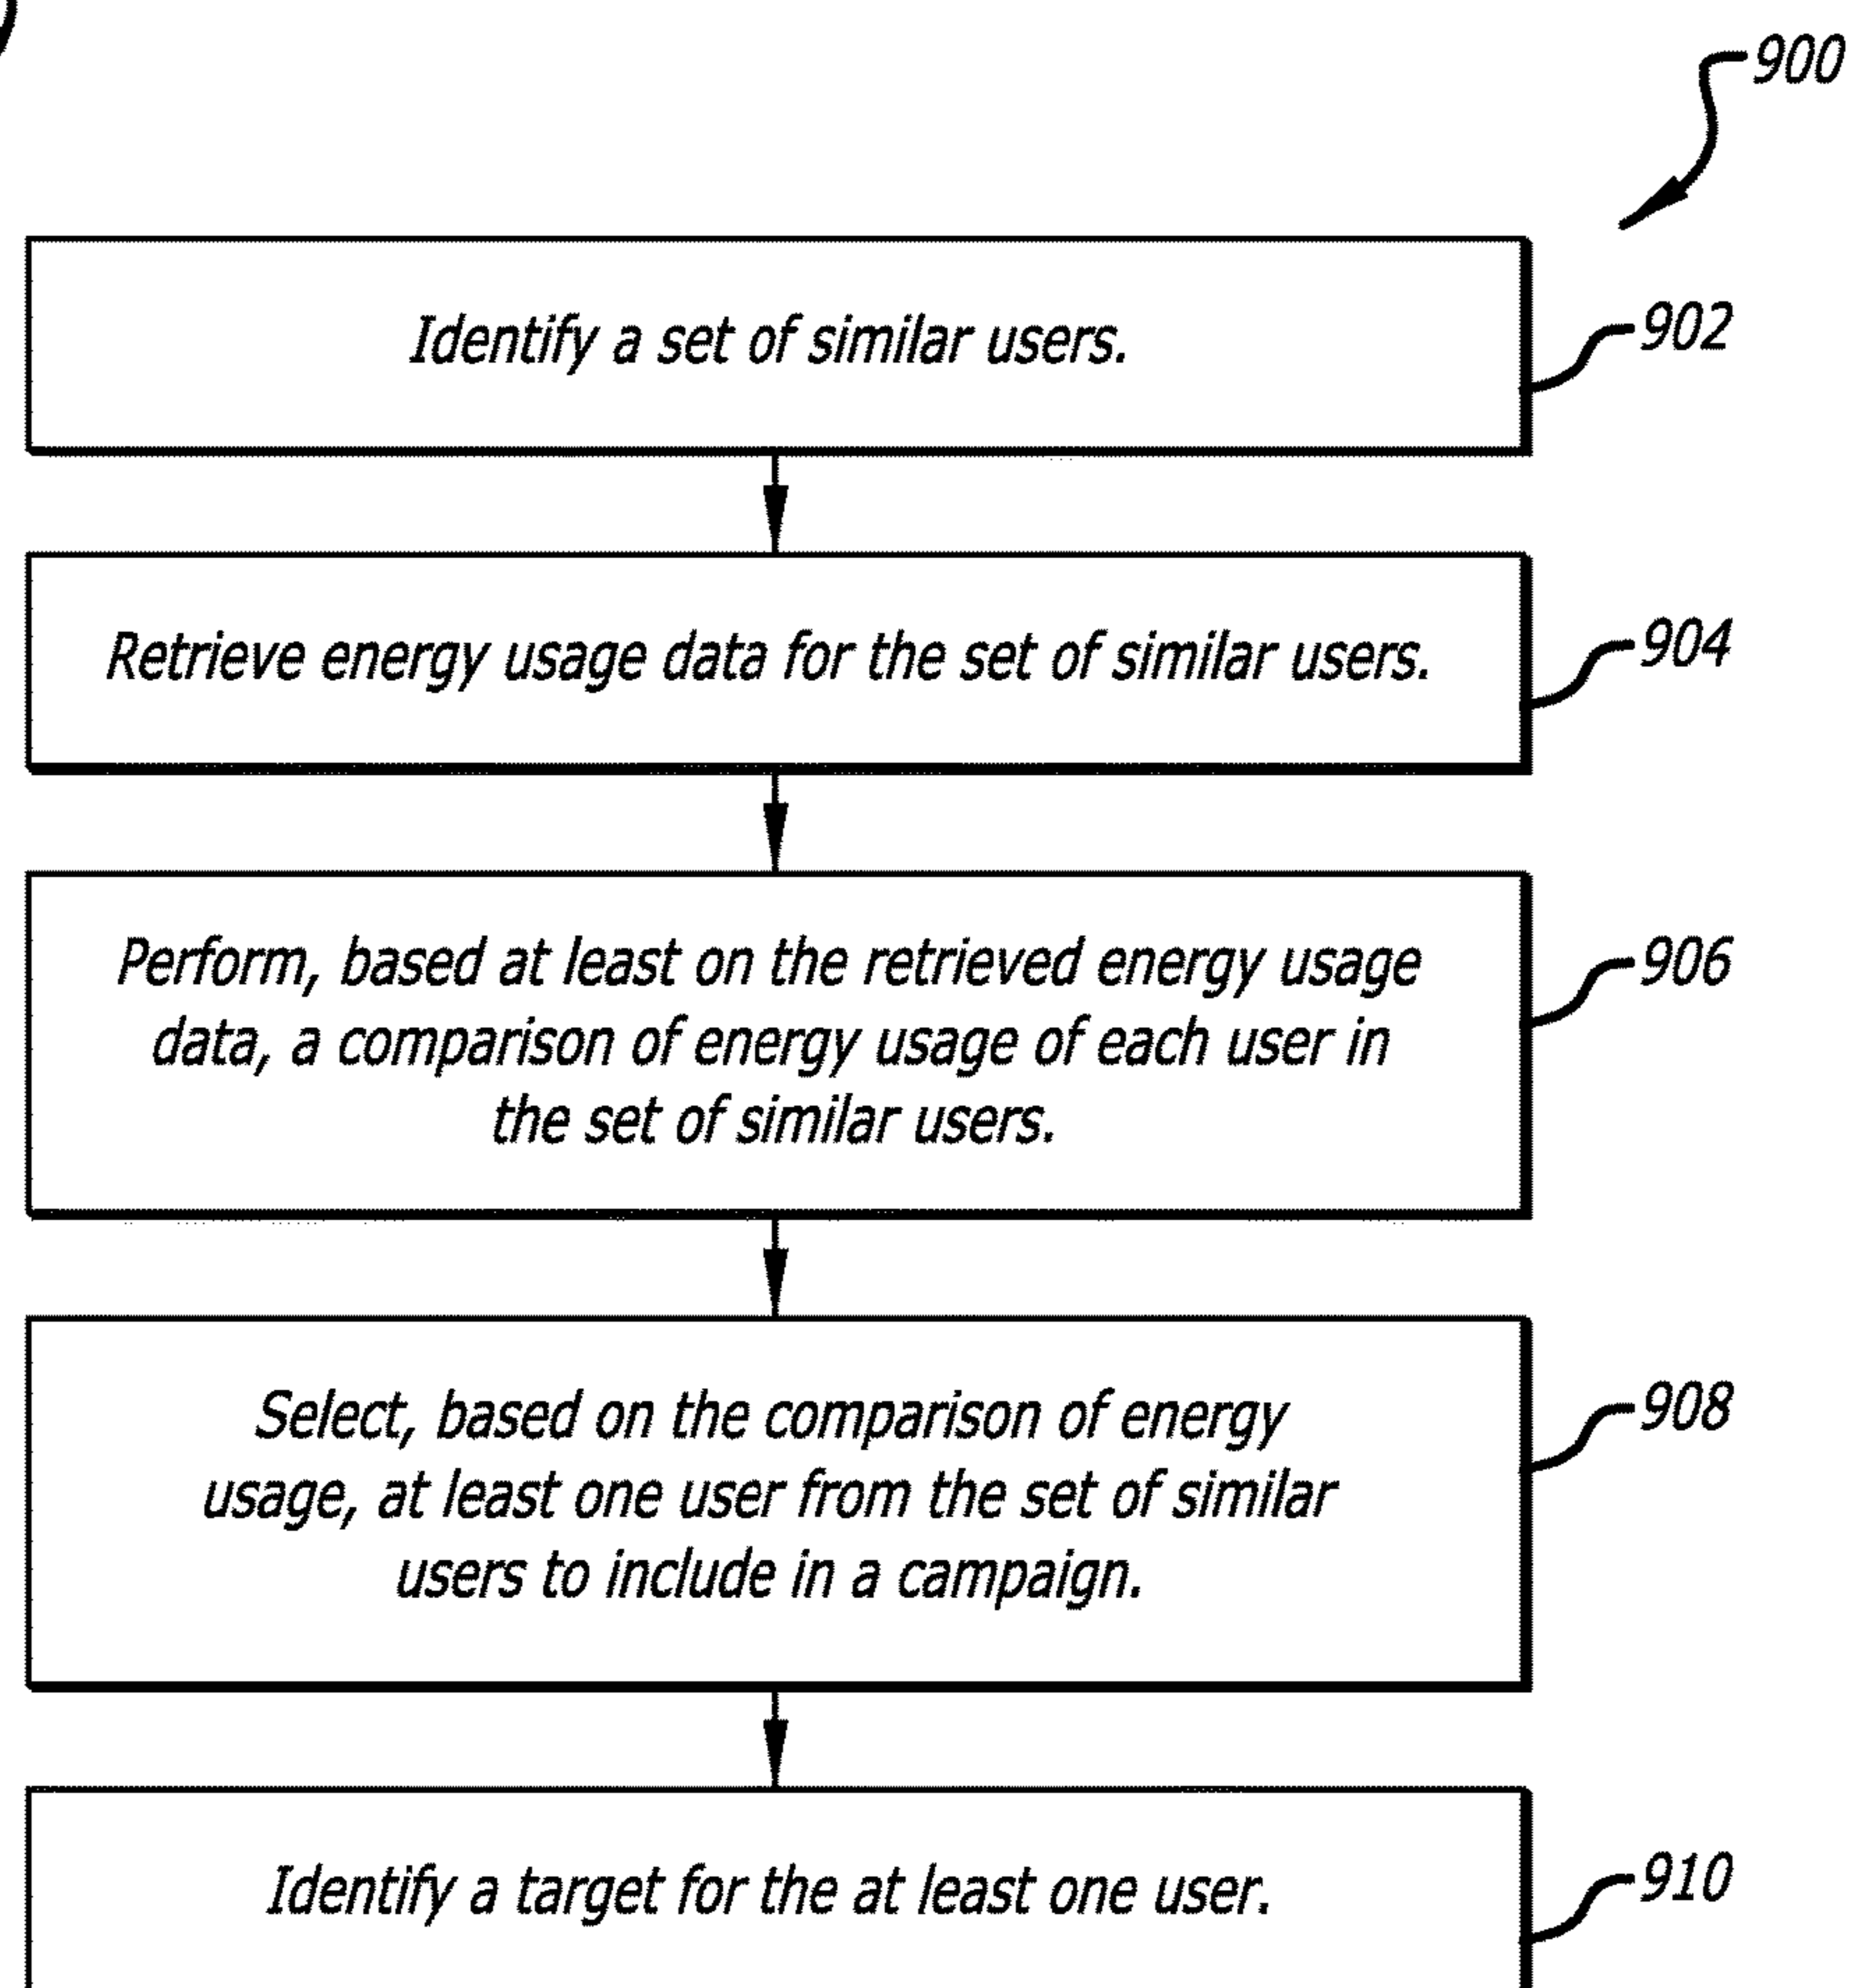 900
Identify a set of similar users.
902
Retrieve energy usage data for the set of similar users.
904
Perform, based at least on the retrieved energy usage
data, a comparison of energy usage of each user in
the set of similar users.
906
Select, based on the comparison of energy
usage, at least one user from the set of similar
users to include in a campaign.
908
Identify a target for the at least one user.
910